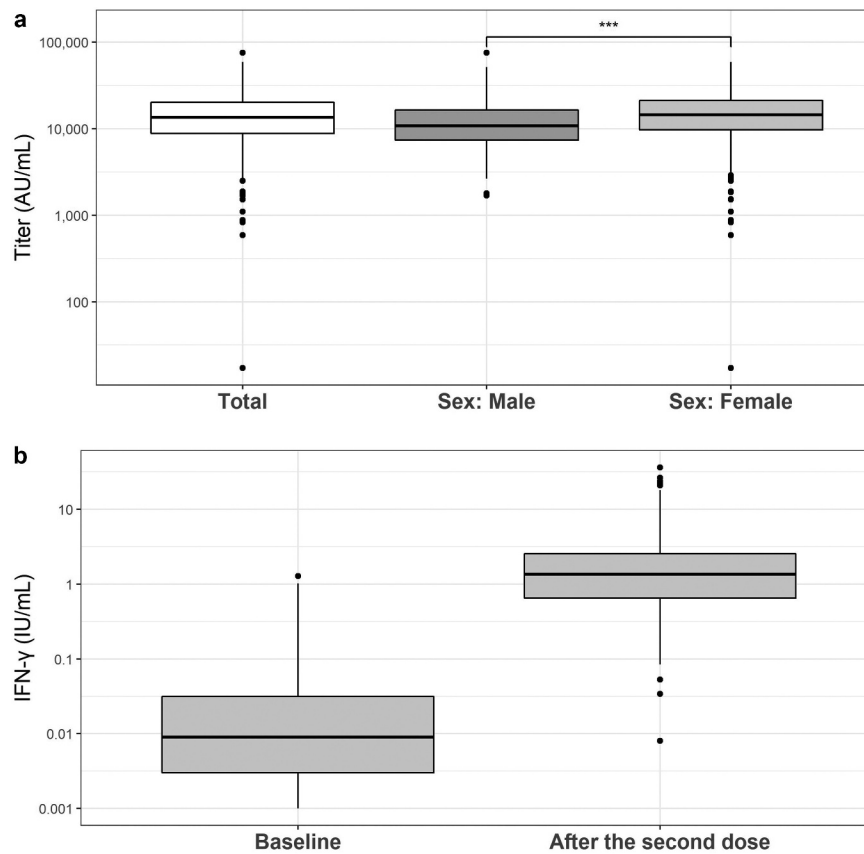 a
***
100,000
10,000
1,000
100
Titer (AU/mL)
Total Sex: Male Sex: Female
b
10
1
0.1
0.01
0.001
IFN-γ (IU/mL)
Baseline After the second dose